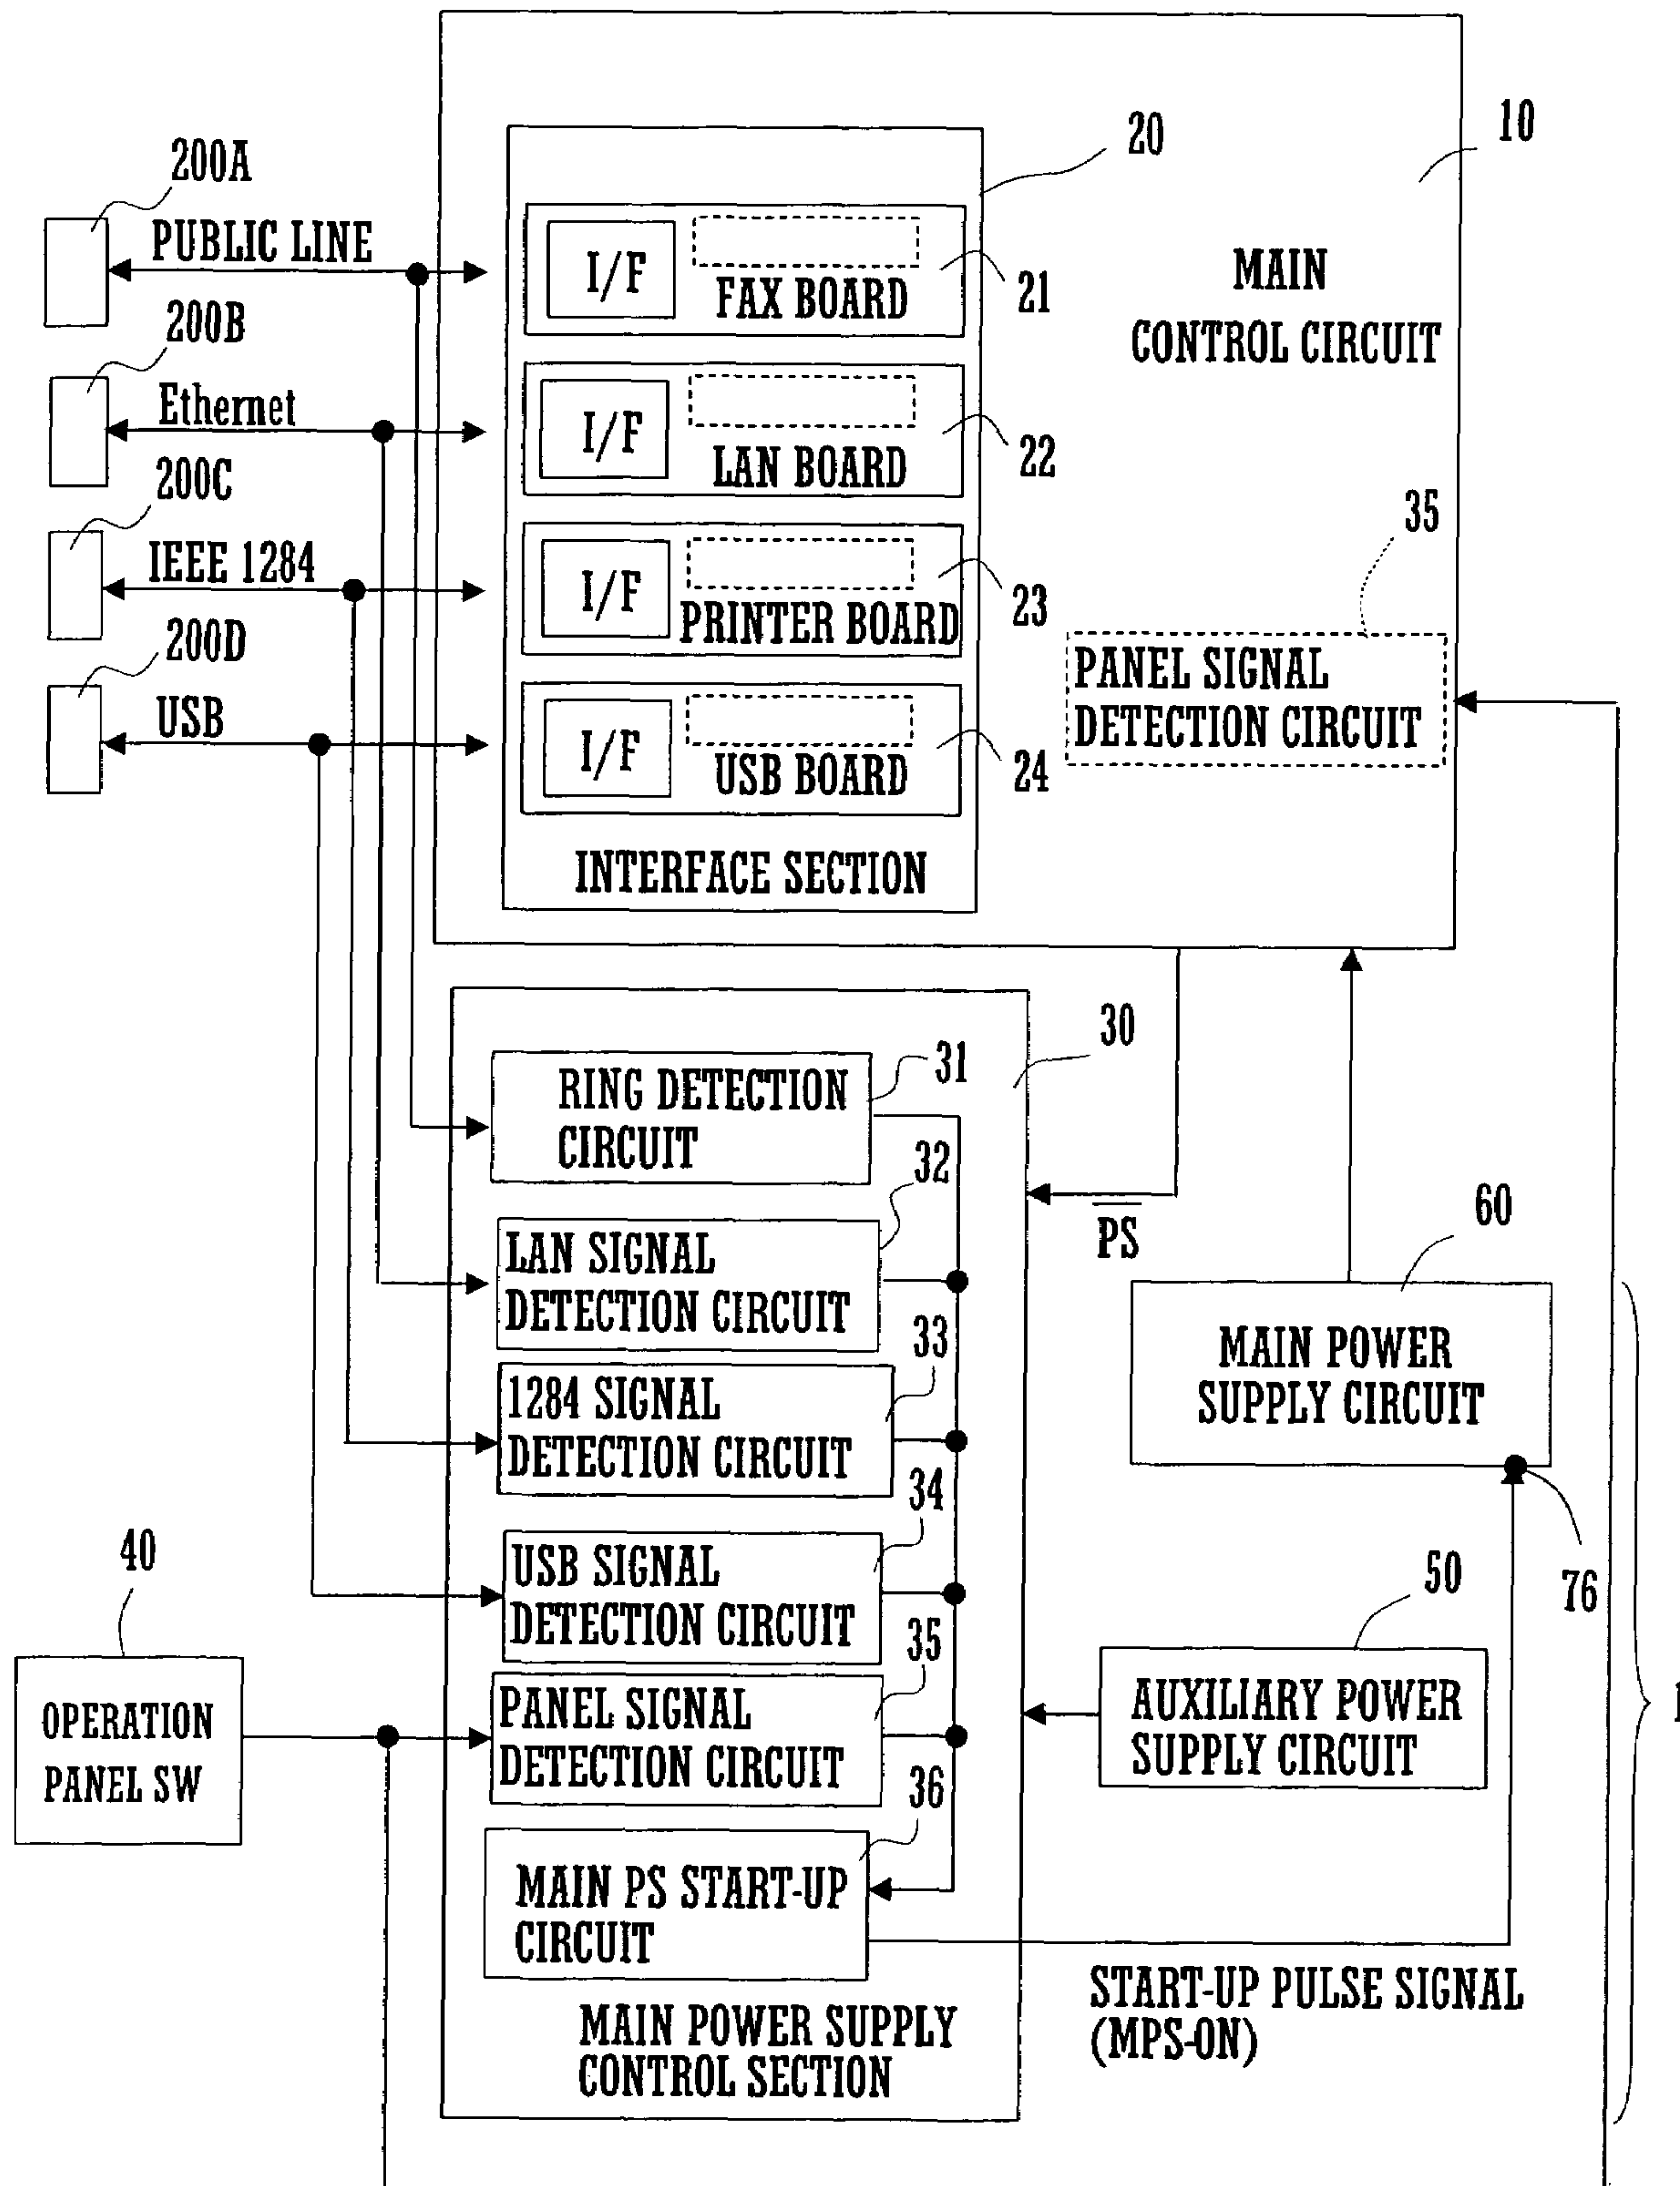 10
20
200A
PUBLIC LINE
I/F
FAX BOARD
21
MAIN
CONTROL CIRCUIT
200B
Ethernet
I/F
LAN BOARD
22
200C
IEEE 1284
I/F
PRINTER BOARD
23
35
PANEL SIGNAL
DETECTION CIRCUIT
200D
USB
I/F
USB BOARD
24
INTERFACE SECTION
30
31
RING DETECTION
CIRCUIT
32
LAN SIGNAL
DETECTION CIRCUIT
PS
60
MAIN POWER
SUPPLY CIRCUIT
33
1284 SIGNAL
DETECTION CIRCUIT
34
USB SIGNAL
DETECTION CIRCUIT
76
50
AUXILIARY POWER
SUPPLY CIRCUIT
40
OPERATION
PANEL SW
35
PANEL SIGNAL
DETECTION CIRCUIT
36
MAIN PS START-UP
CIRCUIT
START-UP PULSE SIGNAL
(MPS-ON)
MAIN POWER SUPPLY
CONTROL SECTION